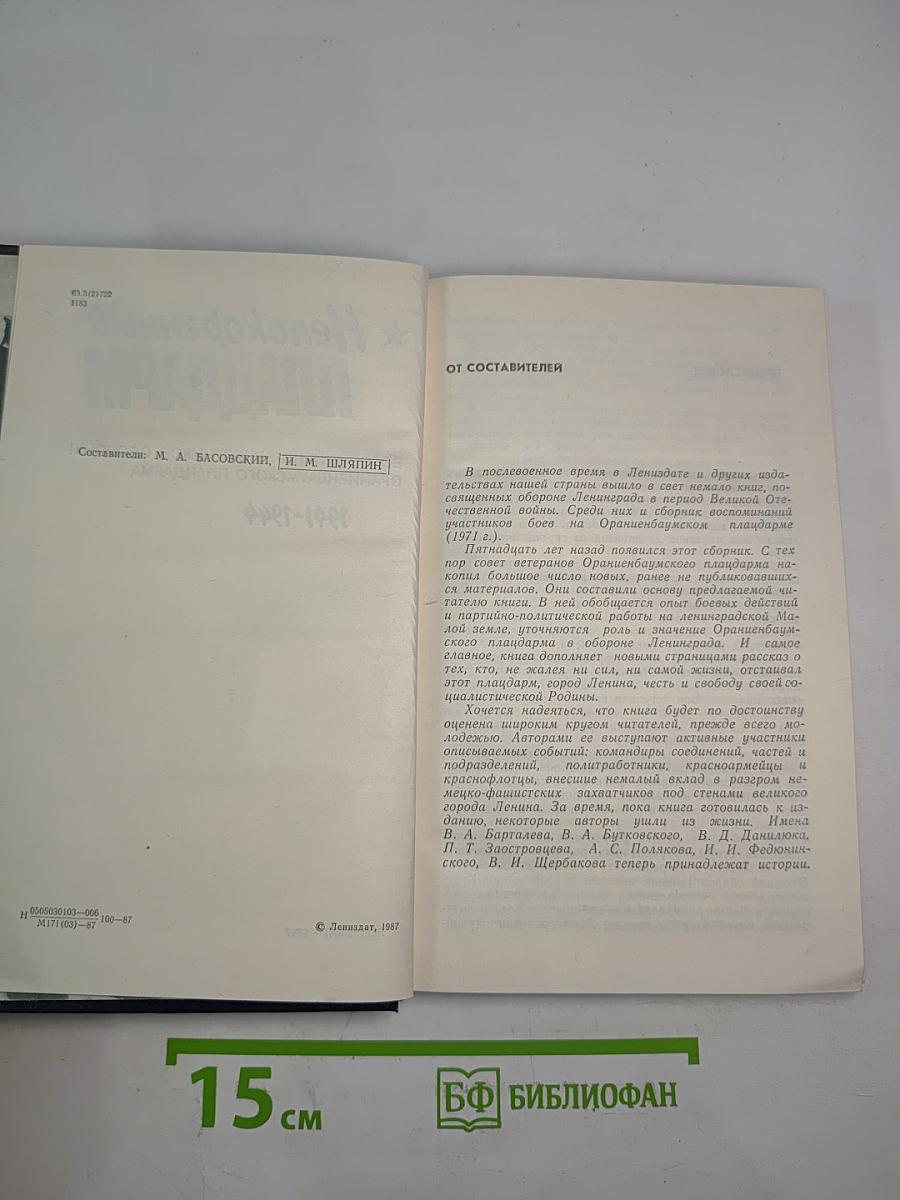 63.3(2)722
Н53
Составители: М. А. БАСОВСКИЙ, И. М. ШЛЯПИН
Н 0505030103—006 100—87
М171(03)—87
© Лениздат, 1987
ОТ СОСТАВИТЕЛЕЙ
В послевоенное время в Лениздате и других изда-
тельствах нашей страны вышло в свет немало книг, по-
священных обороне Ленинграда в период Великой Оте-
чественной войны. Среди них и сборник воспоминаний
участников боев на Ораниенбаумском плацдарме
(1971 г.).
Пятнадцать лет назад появился этот сборник. С тех
пор совет ветеранов Ораниенбаумского плацдарма на-
копил большое число новых, ранее не публиковавших-
ся материалов. Они составили основу предлагаемой чи-
тателю книги. В ней обобщается опыт боевых действий
и партийно-политической работы на ленинградской Ма-
лой земле, уточняются роль и значение Ораниенбаум-
ского плацдарма в обороне Ленинграда. И самое
главное, книга дополняет новыми страницами рассказ о
тех, кто, не жалея ни сил, ни самой жизни, отстаивал
этот плацдарм, город Ленина, честь и свободу своей со-
циалистической Родины.
Хочется надеяться, что книга будет по достоинству
оценена широким кругом читателей, прежде всего мо-
лодежью. Авторами ее выступают активные участники
описываемых событий: командиры соединений, частей и
подразделений, политработники, красноармейцы и
краснофлотцы, внесшие немалый вклад в разгром не-
мецко-фашистских захватчиков под стенами великого
города Ленина. За время, пока книга готовилась к из-
данию, некоторые авторы ушли из жизни. Имена
В. А. Барталева, В. А. Бутковского, В. Д. Данилюка,
П. Т. Заостровцева, А. С. Полякова, И. И. Федюнин-
ского, В. И. Щербакова теперь принадлежат истории.
15 см
БФ БИБЛИОФАН